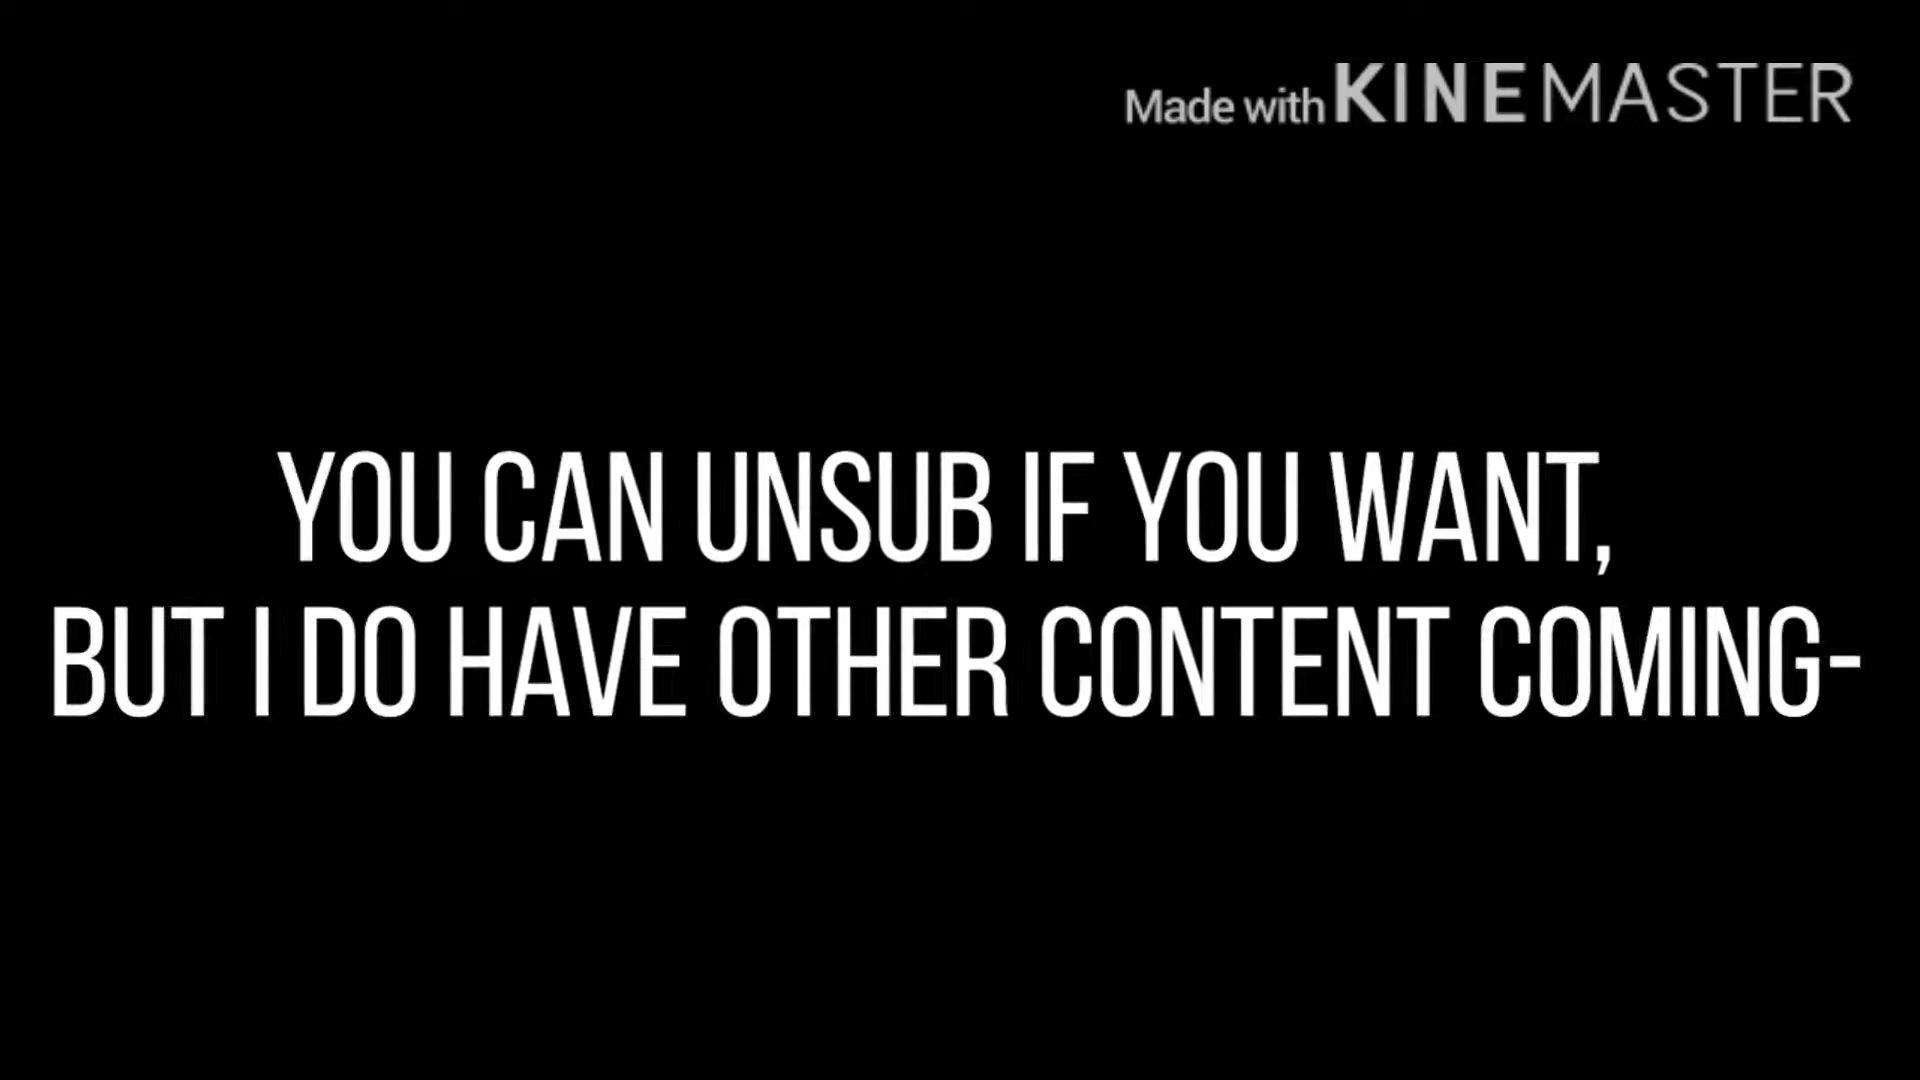 Made with KINEMASTER
YOU CAN UNSUB IF YOU WANT,
BUT I DO HAVE OTHER CONTENT COMING-